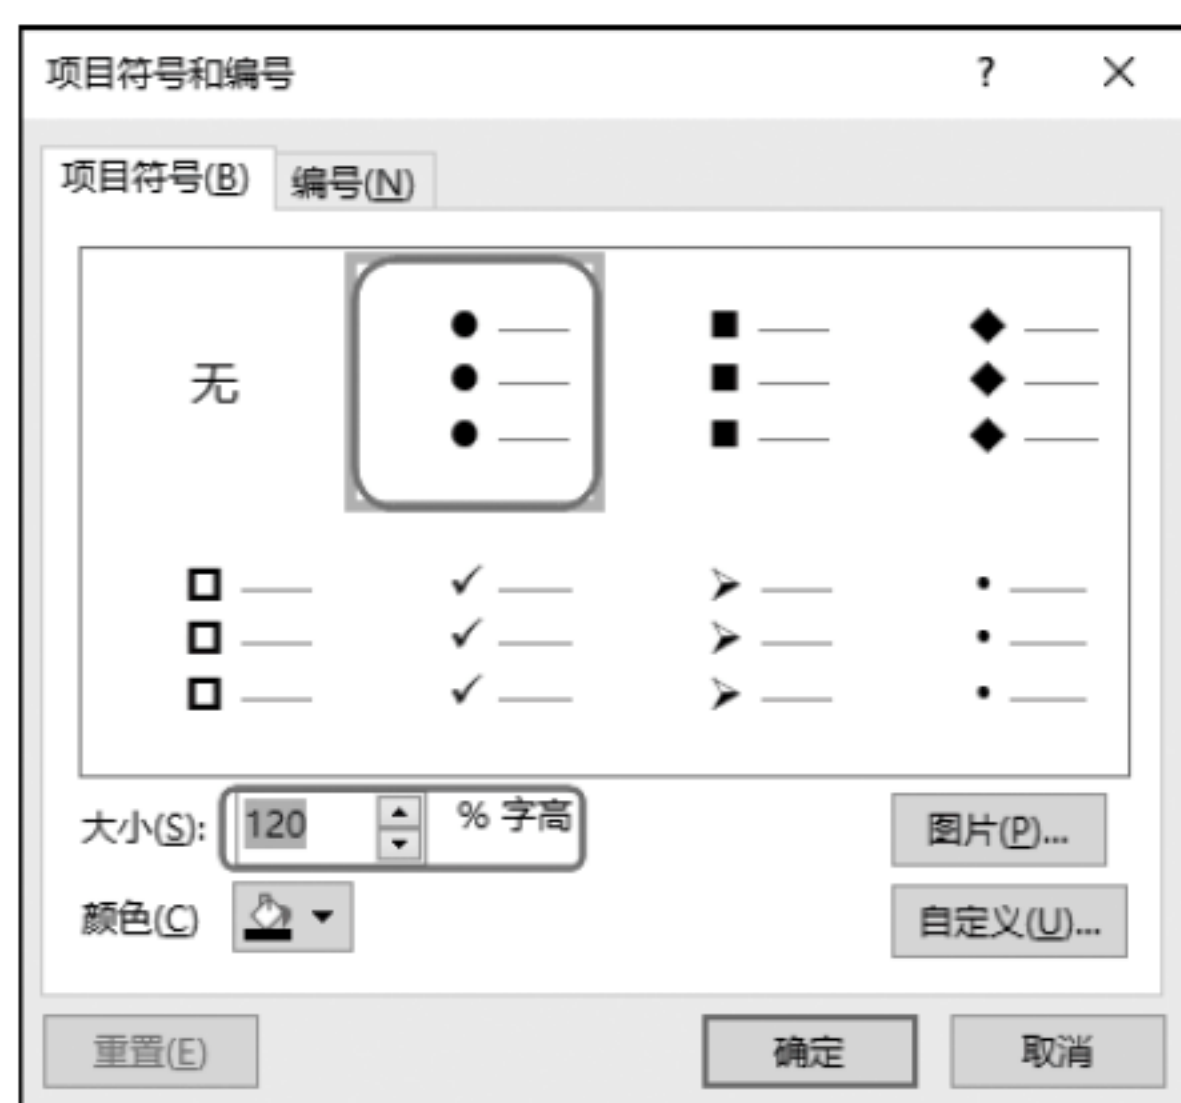 项目符号和编号 ?
项目符号(B) 编号(N)
无
大小(S): 120 % 字高 图片(P)...
颜色(C) 自定义(U)...
重置(E) 确定 取消